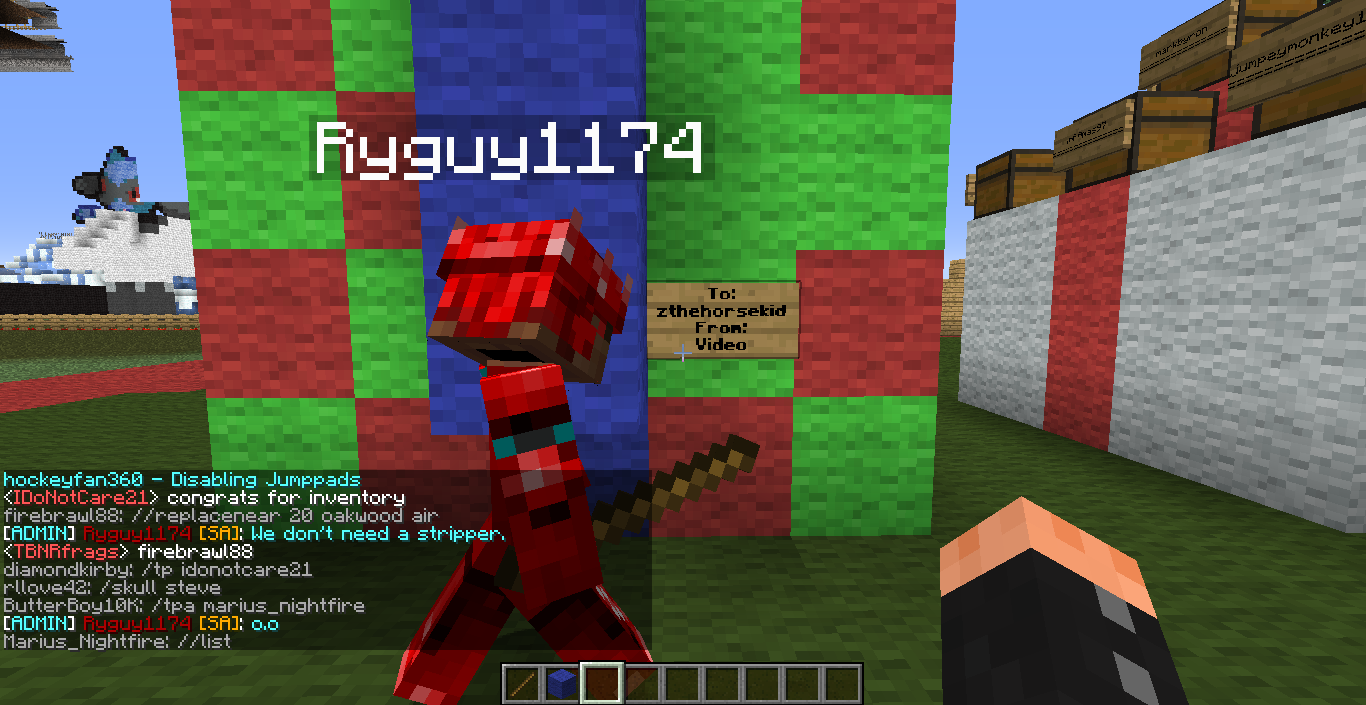 markbyron
jumpeymonkey1
Ryguy1174
To:
zthehorsekid
From:
Video
hockeyfan360 - Disabling Jumppads
<IDoNotCare21> congrats for inventory
firebrawl88: //replacenear 20 oakwood air
[ADMIN] Ryguy1174 [SA]: We don't need a stripper.
<TBNRfrags> firebrawl88
diamondkirby: /tp idonotcare21
rllove42: /skull steve
ButterBoy10K: /tpa marius_nightfire
[ADMIN] Ryguy1174 [SA]: o.o
Marius_Nightfire: //list